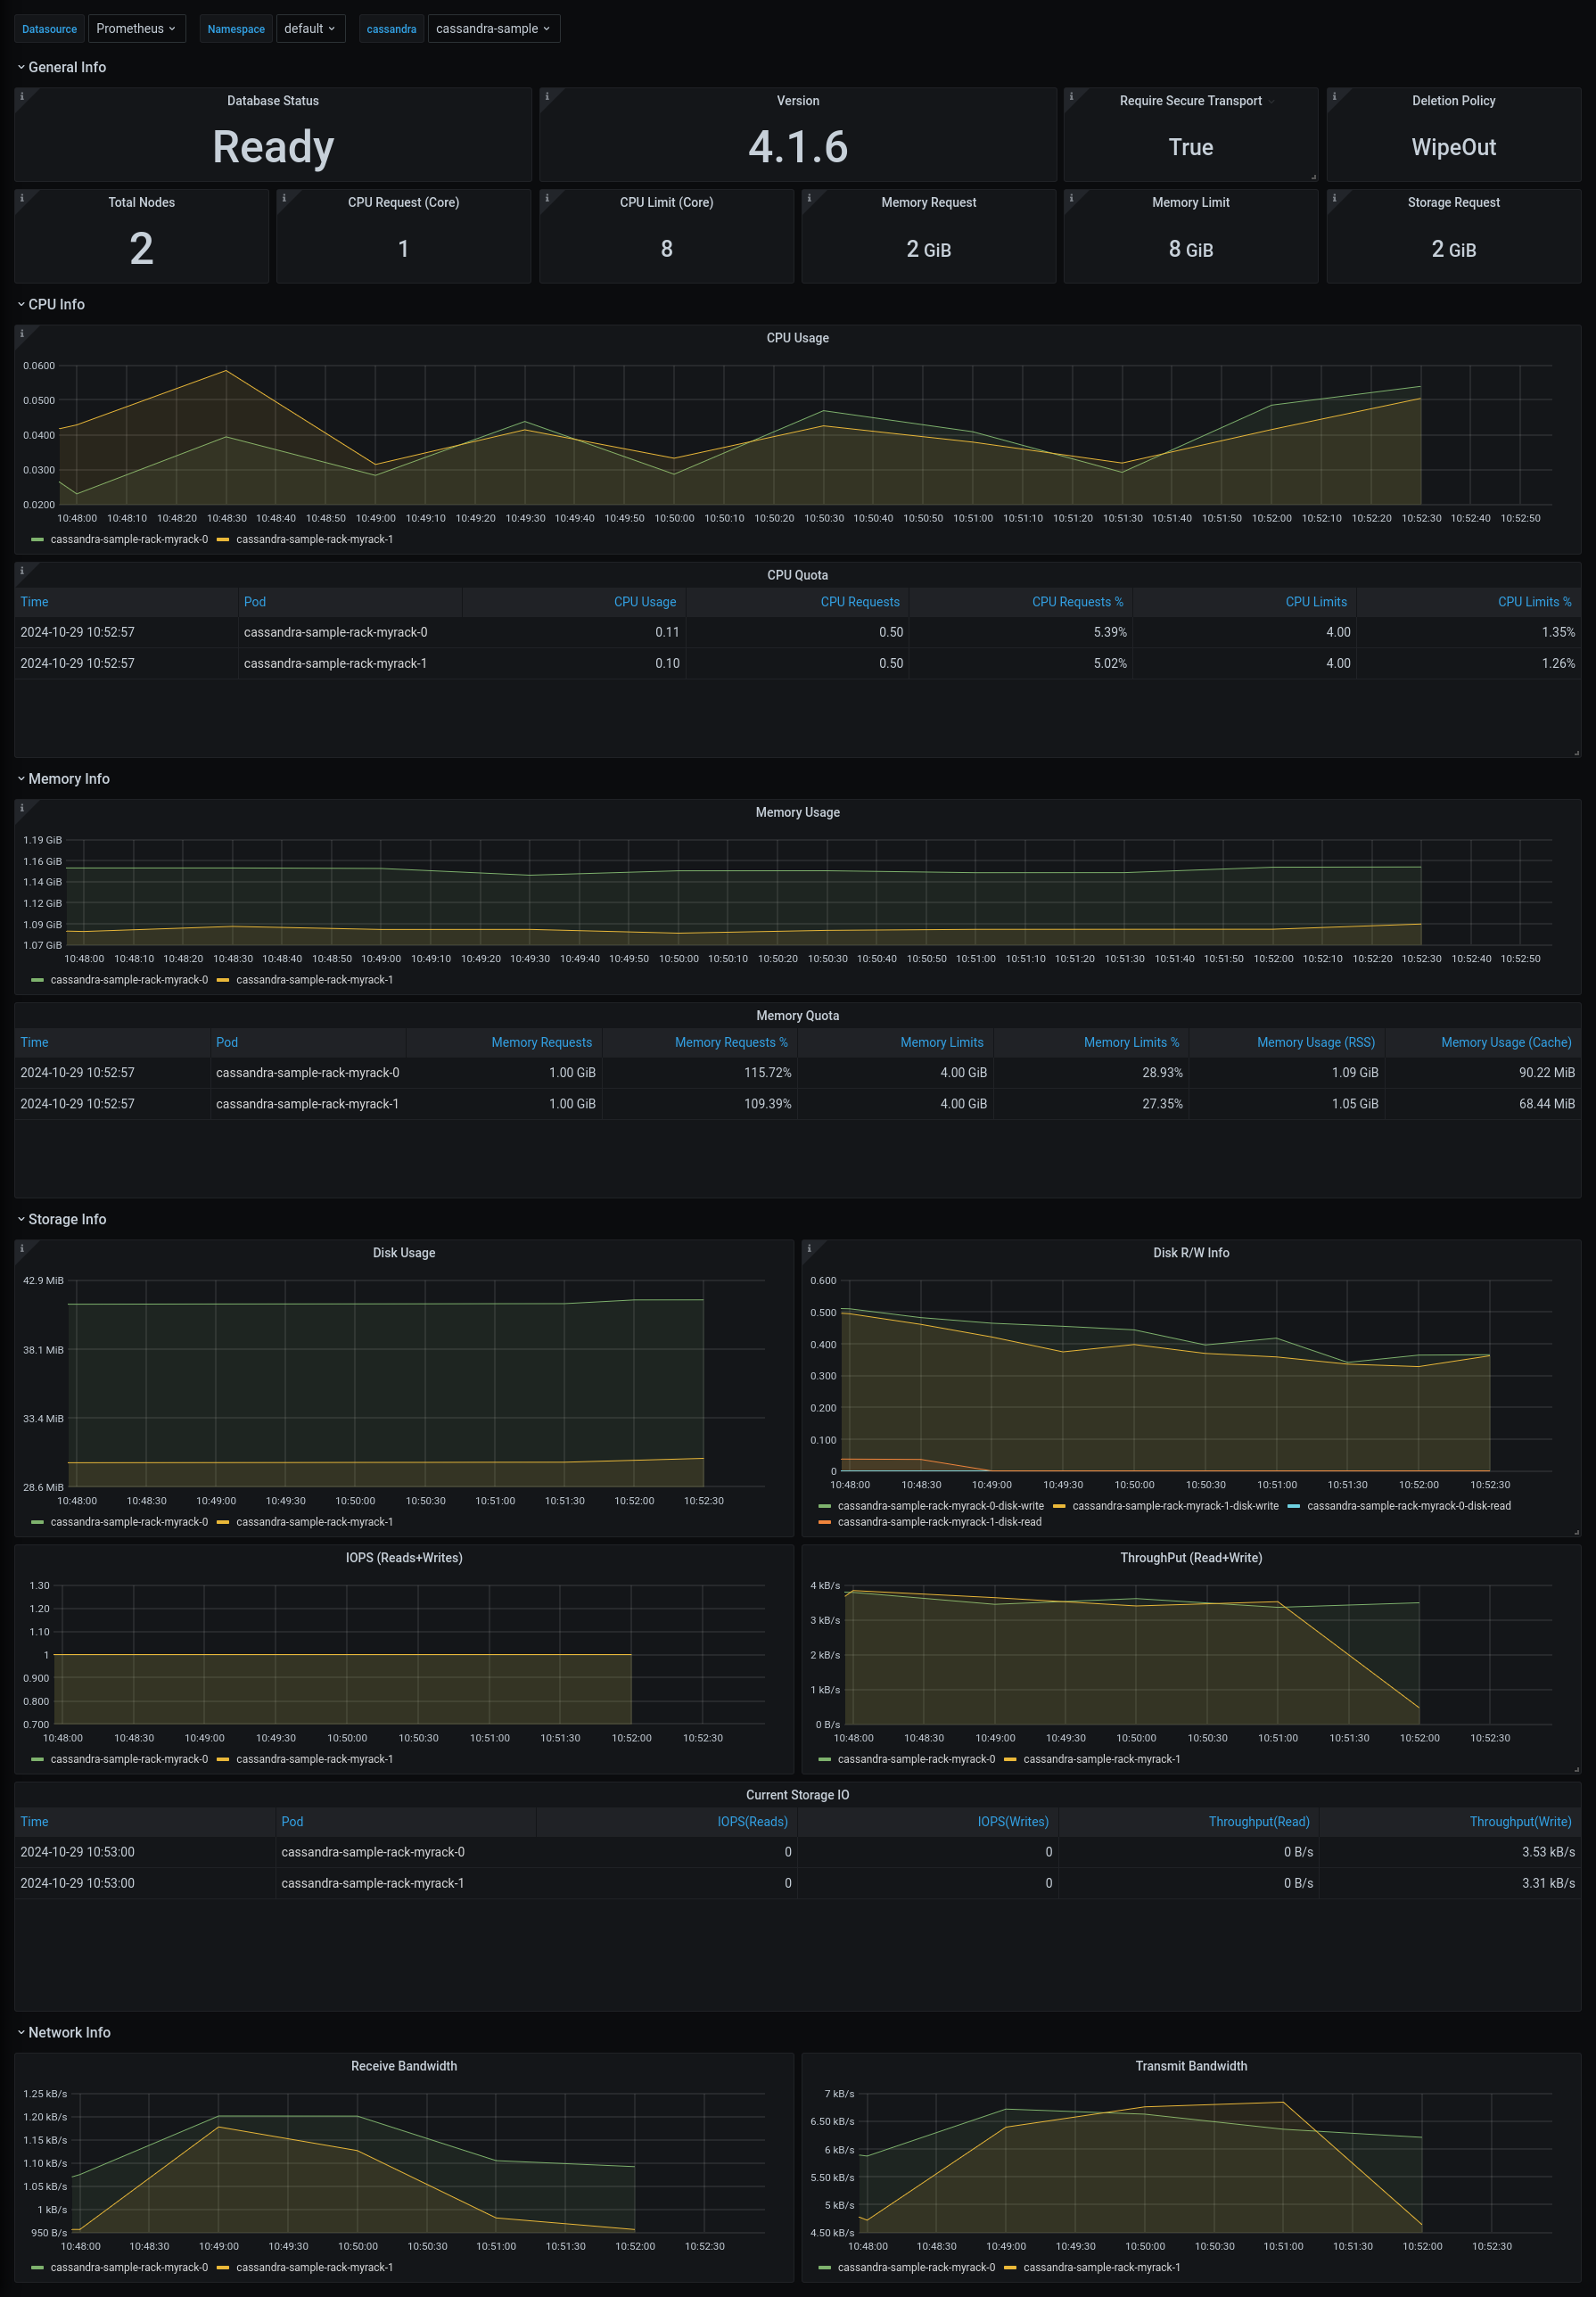 Datasource Prometheus Namespace default cassandra cassandra-sample
General Info
Database Status Version Require Secure Transport Deletion Policy
Ready 4.1.6 True WipeOut
Total Nodes CPU Request (Core) CPU Limit (Core) Memory Request Memory Limit Storage Request
2 1 8 2 GiB 8 GiB 2 GiB
CPU Info
CPU Usage
0.0600
0.0500
0.0400
0.0300
0.0200
10:48:00 10:48:10 10:48:20 10:48:30 10:48:40 10:48:50 10:49:00 10:49:10 10:49:20 10:49:30 10:49:40 10:49:50 10:50:00 10:50:10 10:50:20 10:50:30 10:50:40 10:50:50 10:51:00 10:51:10 10:51:20 10:51:30 10:51:40 10:51:50 10:52:00 10:52:10 10:52:20 10:52:30 10:52:40 10:52:50
cassandra-sample-rack-myrack-0 cassandra-sample-rack-myrack-1
CPU Quota
Time Pod CPU Usage CPU Requests CPU Requests % CPU Limits CPU Limits %
2024-10-29 10:52:57 cassandra-sample-rack-myrack-0 0.11 0.50 5.39% 4.00 1.35%
2024-10-29 10:52:57 cassandra-sample-rack-myrack-1 0.10 0.50 5.02% 4.00 1.26%
Memory Info
Memory Usage
1.19 GiB
1.16 GiB
1.14 GiB
1.12 GiB
1.09 GiB
1.07 GiB
10:48:00 10:48:10 10:48:20 10:48:30 10:48:40 10:48:50 10:49:00 10:49:10 10:49:20 10:49:30 10:49:40 10:49:50 10:50:00 10:50:10 10:50:20 10:50:30 10:50:40 10:50:50 10:51:00 10:51:10 10:51:20 10:51:30 10:51:40 10:51:50 10:52:00 10:52:10 10:52:20 10:52:30 10:52:40 10:52:50
cassandra-sample-rack-myrack-0 cassandra-sample-rack-myrack-1
Memory Quota
Time Pod Memory Requests Memory Requests % Memory Limits Memory Limits % Memory Usage (RSS) Memory Usage (Cache)
2024-10-29 10:52:57 cassandra-sample-rack-myrack-0 1.00 GiB 115.72% 4.00 GiB 28.93% 1.09 GiB 90.22 MiB
2024-10-29 10:52:57 cassandra-sample-rack-myrack-1 1.00 GiB 109.39% 4.00 GiB 27.35% 1.05 GiB 68.44 MiB
Storage Info
Disk Usage
42.9 MiB
38.1 MiB
33.4 MiB
28.6 MiB
10:48:00 10:48:30 10:49:00 10:49:30 10:50:00 10:50:30 10:51:00 10:51:30 10:52:00 10:52:30
cassandra-sample-rack-myrack-0 cassandra-sample-rack-myrack-1
Disk R/W Info
0.600
0.500
0.400
0.300
0.200
0.100
0
10:48:00 10:48:30 10:49:00 10:49:30 10:50:00 10:50:30 10:51:00 10:51:30 10:52:00 10:52:30
cassandra-sample-rack-myrack-0-disk-write cassandra-sample-rack-myrack-1-disk-write cassandra-sample-rack-myrack-0-disk-read
cassandra-sample-rack-myrack-1-disk-read
IOPS (Reads+Writes)
1.30
1.20
1.10
1
0.900
0.800
0.700
10:48:00 10:48:30 10:49:00 10:49:30 10:50:00 10:50:30 10:51:00 10:51:30 10:52:00 10:52:30
cassandra-sample-rack-myrack-0 cassandra-sample-rack-myrack-1
ThroughPut (Read+Write)
4 kB/s
3 kB/s
2 kB/s
1 kB/s
0 B/s
10:48:00 10:48:30 10:49:00 10:49:30 10:50:00 10:50:30 10:51:00 10:51:30 10:52:00 10:52:30
cassandra-sample-rack-myrack-0 cassandra-sample-rack-myrack-1
Current Storage IO
Time Pod IOPS(Reads) IOPS(Writes) Throughput(Read) Throughput(Write)
2024-10-29 10:53:00 cassandra-sample-rack-myrack-0 0 0 0 B/s 3.53 kB/s
2024-10-29 10:53:00 cassandra-sample-rack-myrack-1 0 0 0 B/s 3.31 kB/s
Network Info
Receive Bandwidth
1.25 kB/s
1.20 kB/s
1.15 kB/s
1.10 kB/s
1.05 kB/s
1 kB/s
950 B/s
10:48:00 10:48:30 10:49:00 10:49:30 10:50:00 10:50:30 10:51:00 10:51:30 10:52:00 10:52:30
cassandra-sample-rack-myrack-0 cassandra-sample-rack-myrack-1
Transmit Bandwidth
7 kB/s
6.50 kB/s
6 kB/s
5.50 kB/s
5 kB/s
4.50 kB/s
10:48:00 10:48:30 10:49:00 10:49:30 10:50:00 10:50:30 10:51:00 10:51:30 10:52:00 10:52:30
cassandra-sample-rack-myrack-0 cassandra-sample-rack-myrack-1